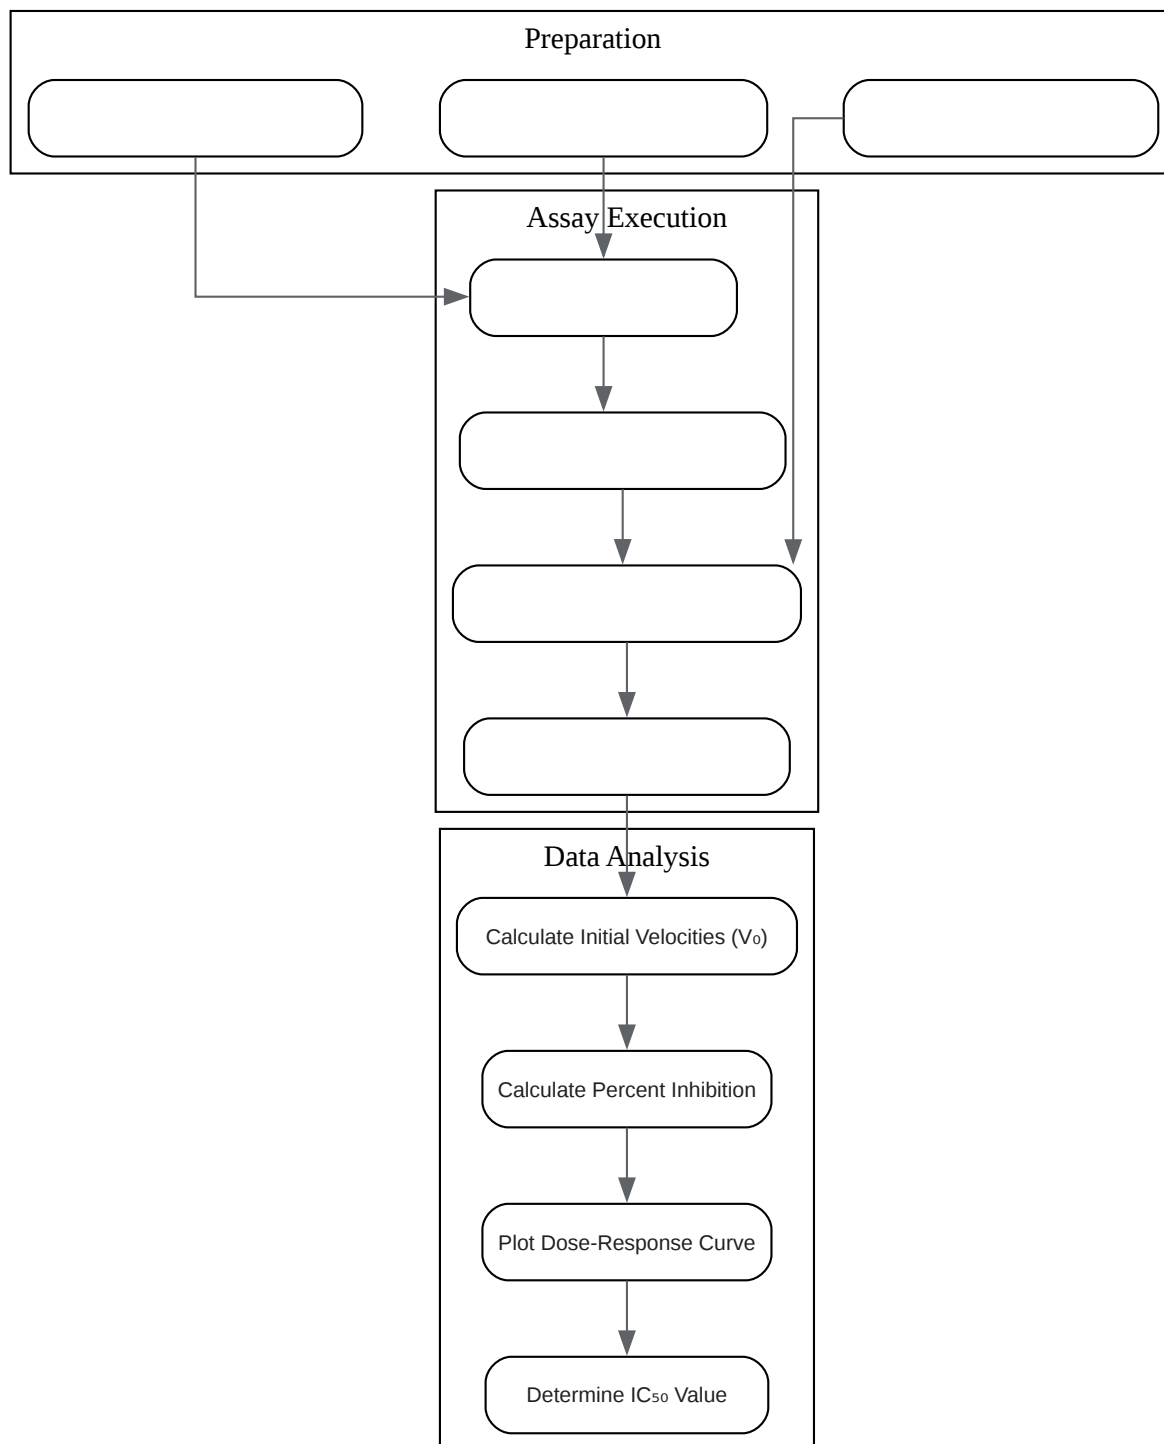 Preparation
Assay Execution
Data Analysis
Calculate Initial Velocities (V₀)
Calculate Percent Inhibition
Plot Dose-Response Curve
Determine IC₅₀ Value